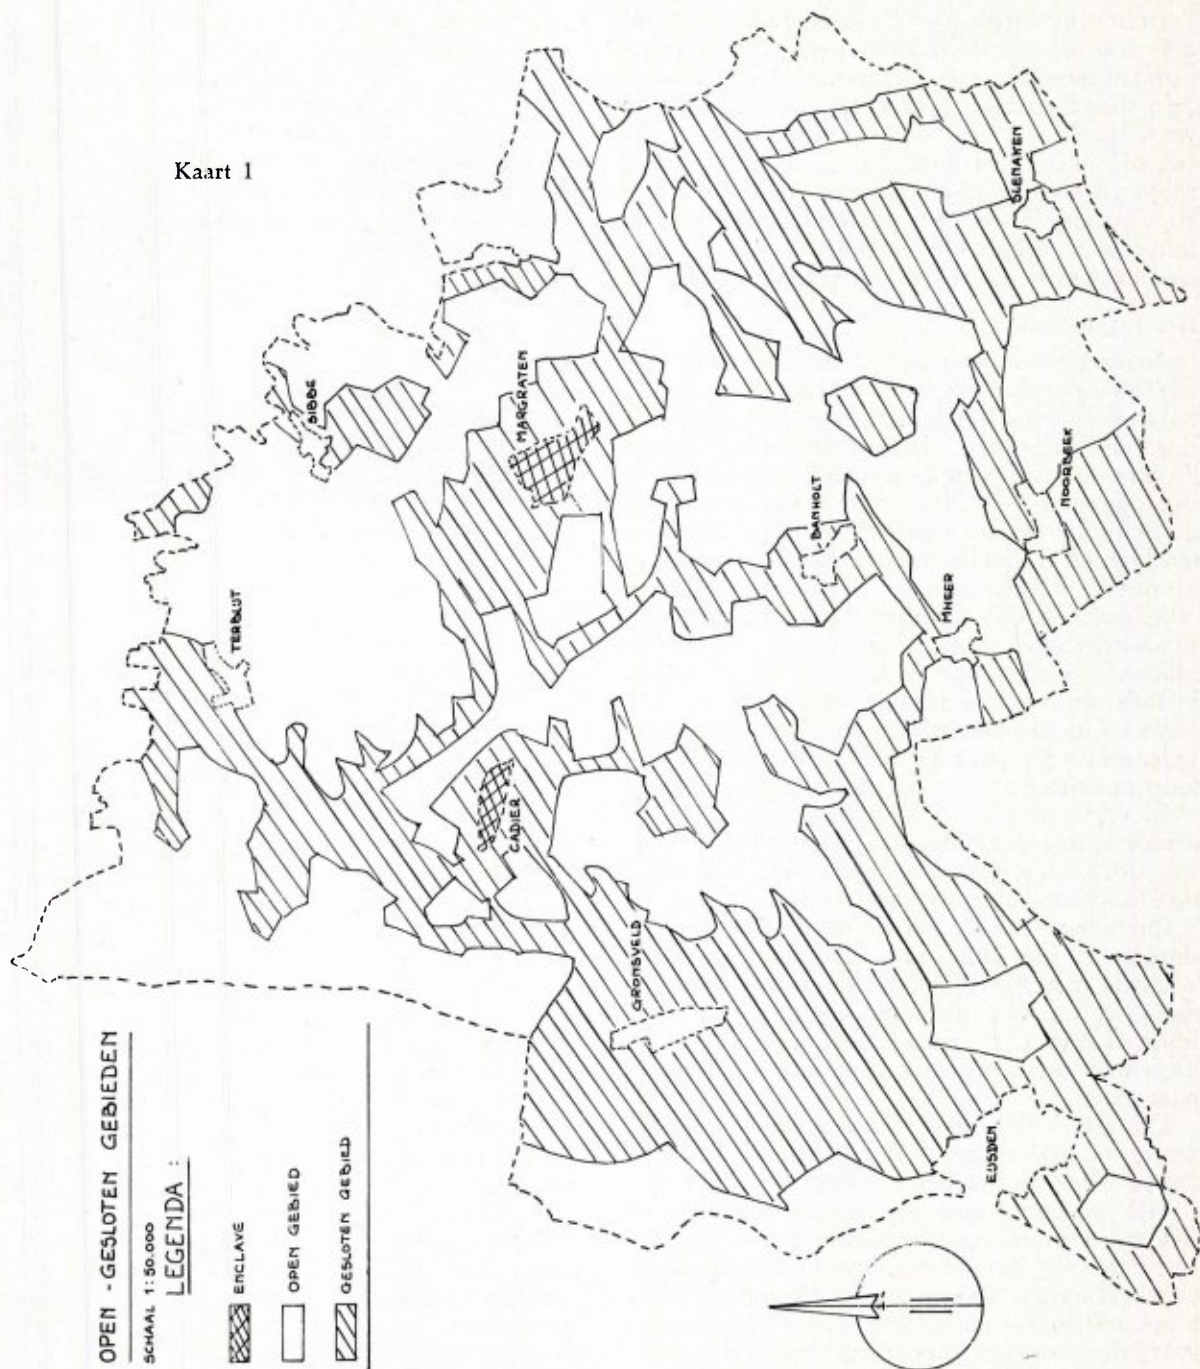 Kaart 1
OPEN - GESLOTEN GEBIEDEN
SCHAAL 1:50.000
LEGENDA :
ENCLAVE
OPEN GEBIED
GESLOTEN GEBIED
TERBLIJT
SIBBE
MARGRATEN
CADIER
BANHOLT
GRONSVELD
MHEER
NOORBEEK
SLENAKEN
EIJSDEN